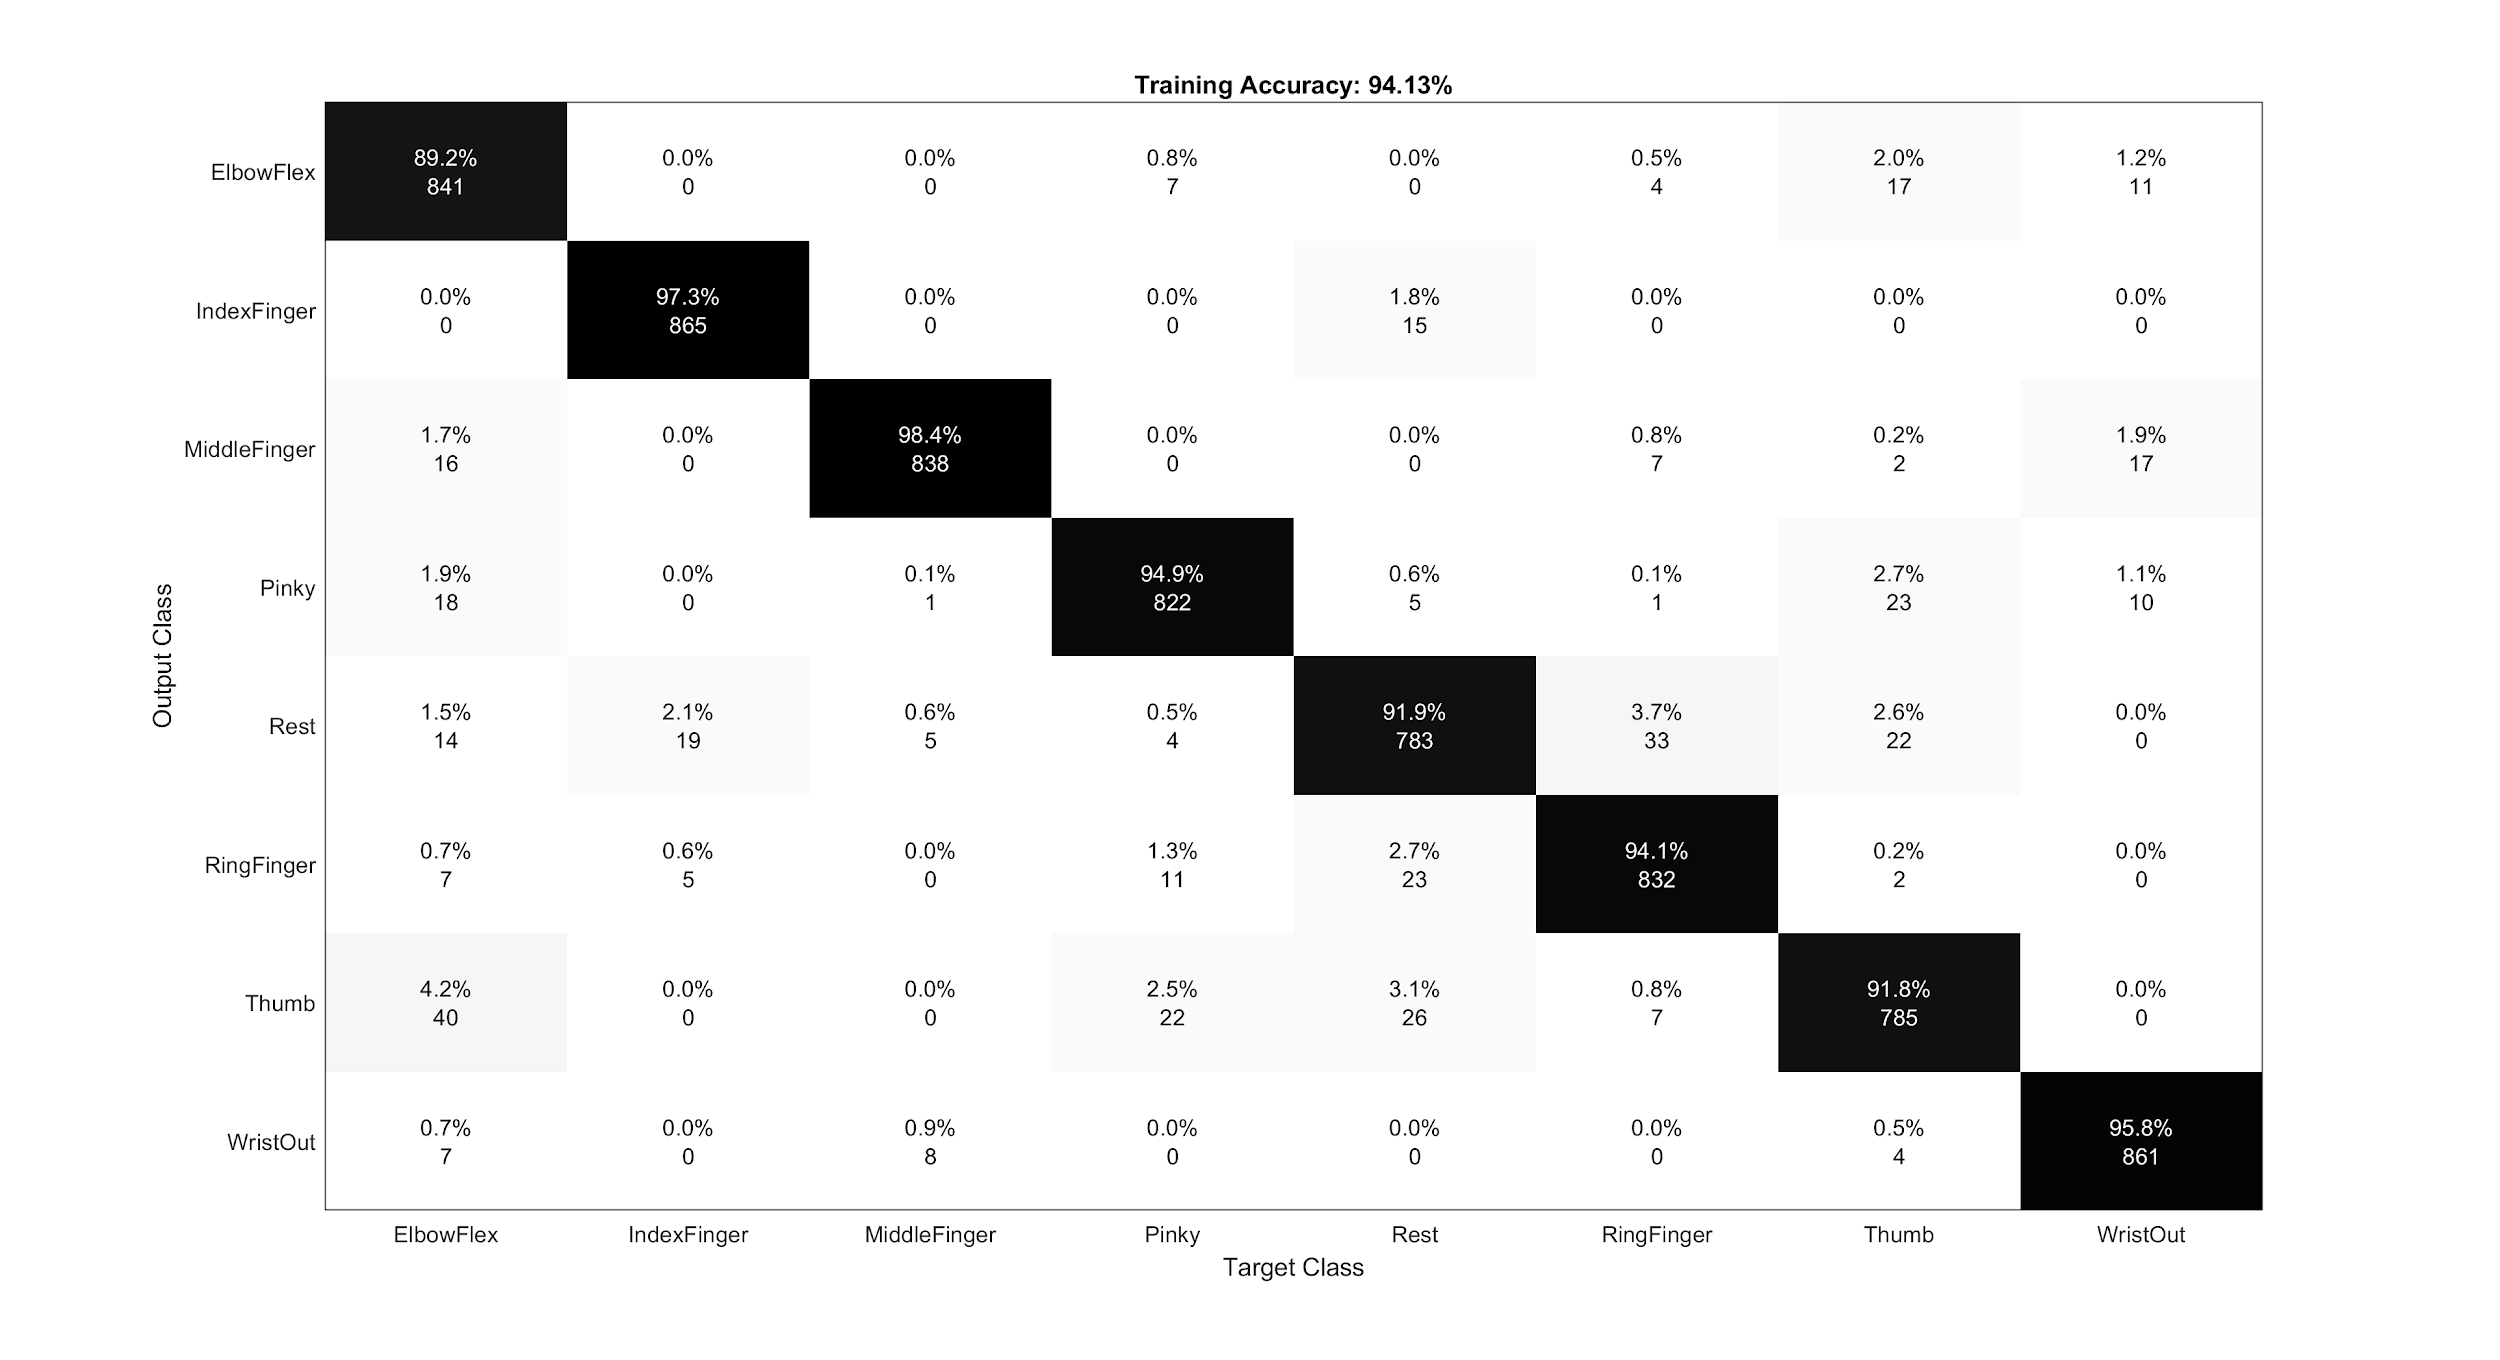 Training Accuracy: 94.13%
ElbowFlex
89.2% 0.0% 0.0% 0.8% 0.0% 0.5% 2.0% 1.2%
841 0 0 7 0 4 17 11
IndexFinger
0.0% 97.3% 0.0% 0.0% 1.8% 0.0% 0.0% 0.0%
0 865 0 0 15 0 0 0
MiddleFinger
1.7% 0.0% 98.4% 0.0% 0.0% 0.8% 0.2% 1.9%
16 0 838 0 0 7 2 17
Pinky
1.9% 0.0% 0.1% 94.9% 0.6% 0.1% 2.7% 1.1%
18 0 1 822 5 1 23 10
Output Class
Rest
1.5% 2.1% 0.6% 0.5% 91.9% 3.7% 2.6% 0.0%
14 19 5 4 783 33 22 0
RingFinger
0.7% 0.6% 0.0% 1.3% 2.7% 94.1% 0.2% 0.0%
7 5 0 11 23 832 2 0
Thumb
4.2% 0.0% 0.0% 2.5% 3.1% 0.8% 91.8% 0.0%
40 0 0 22 26 7 785 0
WristOut
0.7% 0.0% 0.9% 0.0% 0.0% 0.0% 0.5% 95.8%
7 0 8 0 0 0 4 861
ElbowFlex IndexFinger MiddleFinger Pinky Rest RingFinger Thumb WristOut
Target Class